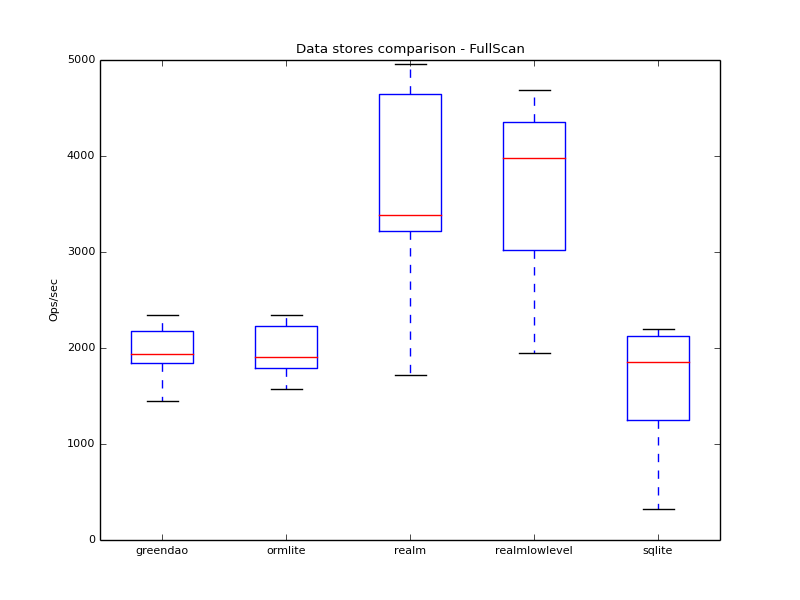 Data stores comparison - FullScan
5000
4000
3000
2000
1000
0
Ops/sec
greendao ormlite realm realmlowlevel sqlite